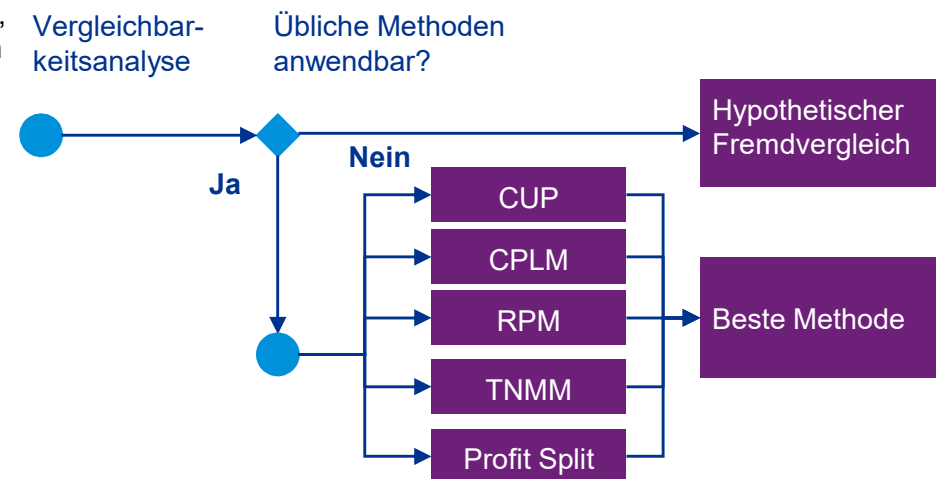 Vergleichbar-
keitsanalyse
Übliche Methoden
anwendbar?
Hypothetischer
Fremdvergleich
Nein
Ja
CUP
CPLM
RPM
TNMM
Profit Split
Beste Methode